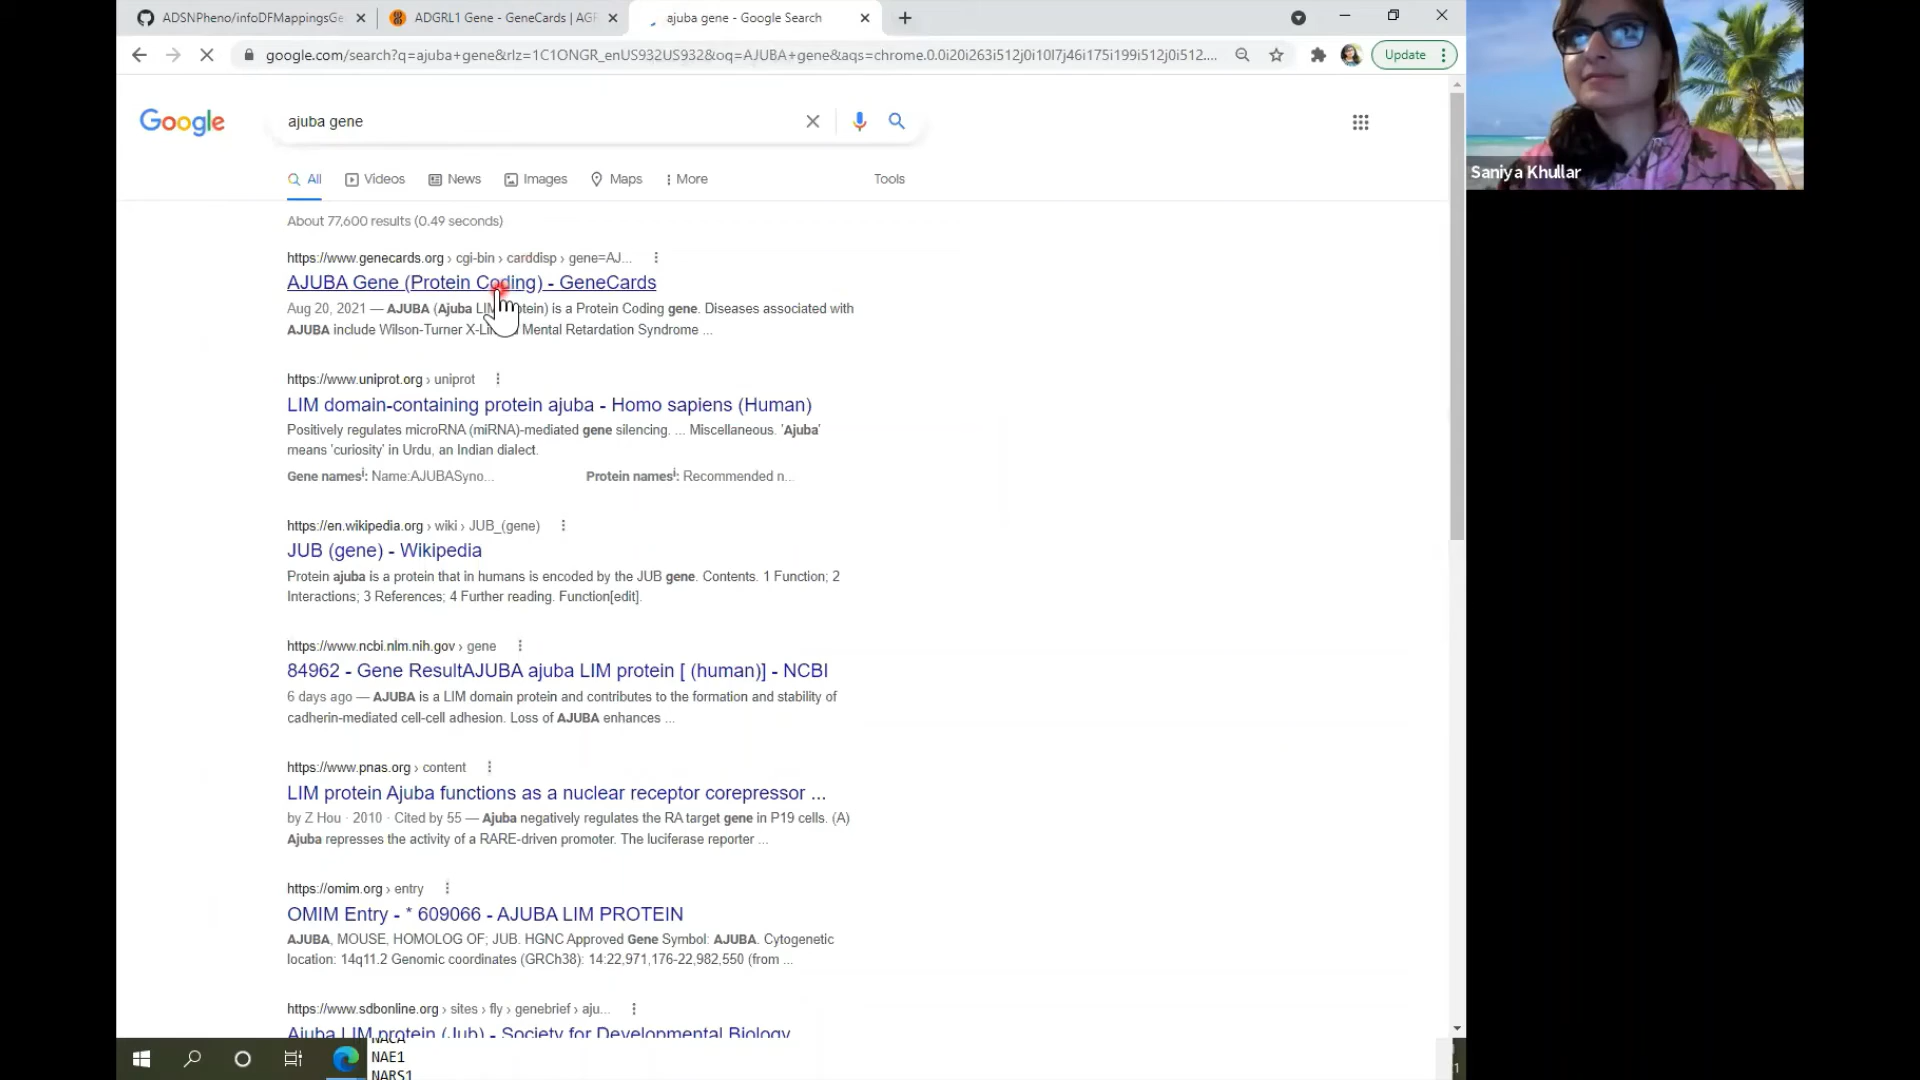 ADSNPheno/infoDFMappingsGe
ADGRL1 Gene - GeneCards | AGR
ajuba gene - Google Search
google.com/search?q=ajuba+gene&rlz=1C1ONGR_enUS932US932&oq=AJUBA+gene&aqs=chrome.0.0i20i263i512j0i10l7j46i175i199i512j0i512....
Update
Google
ajuba gene
All
Videos
News
Images
Maps
More
Tools
About 77,600 results (0.49 seconds)
https://www.genecards.org › cgi-bin › carddisp › gene=AJ...
AJUBA Gene (Protein Coding) - GeneCards
Aug 20, 2021 — AJUBA (Ajuba LIM Protein) is a Protein Coding gene. Diseases associated with
AJUBA include Wilson-Turner X-Linked Mental Retardation Syndrome ...
https://www.uniprot.org › uniprot
LIM domain-containing protein ajuba - Homo sapiens (Human)
Positively regulates microRNA (miRNA)-mediated gene silencing. ... Miscellaneous. 'Ajuba'
means 'curiosity' in Urdu, an Indian dialect.
Gene namesⁱ: Name:AJUBASyno...
Protein namesⁱ: Recommended n...
https://en.wikipedia.org › wiki › JUB_(gene)
JUB (gene) - Wikipedia
Protein ajuba is a protein that in humans is encoded by the JUB gene. Contents. 1 Function; 2
Interactions; 3 References; 4 Further reading. Function[edit].
https://www.ncbi.nlm.nih.gov › gene
84962 - Gene ResultAJUBA ajuba LIM protein [ (human)] - NCBI
6 days ago — AJUBA is a LIM domain protein and contributes to the formation and stability of
cadherin-mediated cell-cell adhesion. Loss of AJUBA enhances ...
https://www.pnas.org › content
LIM protein Ajuba functions as a nuclear receptor corepressor ...
by Z Hou · 2010 · Cited by 55 — Ajuba negatively regulates the RA target gene in P19 cells. (A)
Ajuba represses the activity of a RARE-driven promoter. The luciferase reporter ...
https://omim.org › entry
OMIM Entry - * 609066 - AJUBA LIM PROTEIN
AJUBA, MOUSE, HOMOLOG OF; JUB. HGNC Approved Gene Symbol: AJUBA. Cytogenetic
location: 14q11.2 Genomic coordinates (GRCh38): 14:22,971,176-22,982,550 (from ...
https://www.sdbonline.org › sites › fly › genebrief › aju...
Ajuba LIM protein (Jub) - Society for Developmental Biology
NACA
NAE1
NARS1
Saniya Khullar